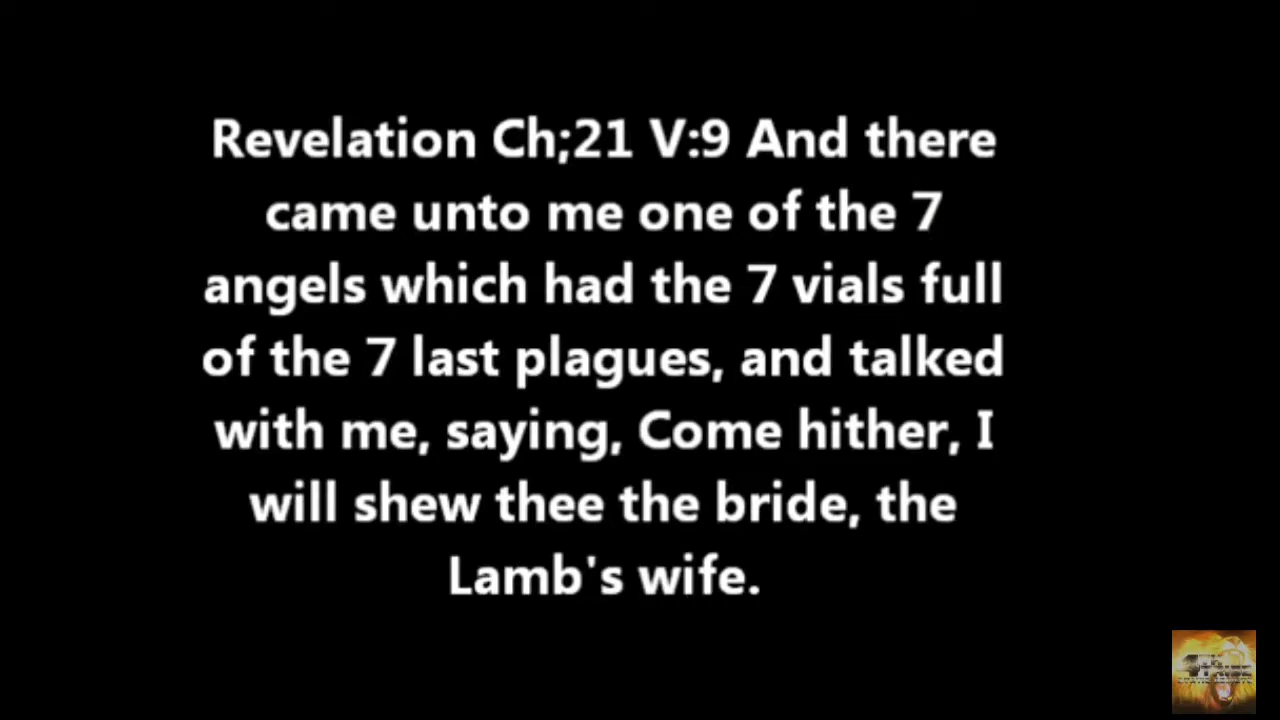 Revelation Ch;21 V:9 And there
came unto me one of the 7
angels which had the 7 vials full
of the 7 last plagues, and talked
with me, saying, Come hither, I
will shew thee the bride, the
Lamb's wife.